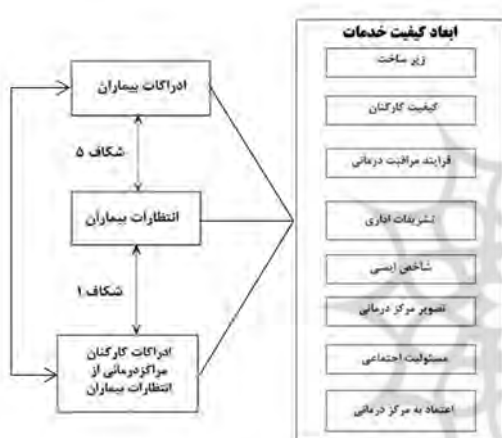 ابعاد کیفیت خدمات
زیر ساخت
کیفیت کارکنان
فرایند مراقبت درمانی
تشریفات اداری
شاخص ایمنی
تصویر مرکز درمانی
مسئولیت اجتماعی
اعتماد به مرکز درمانی
ادراکات بیماران
شکاف ۵
انتظارات بیماران
شکاف ۱
ادراکات کارکنان
مراکزدرمانی از
انتظارات بیماران